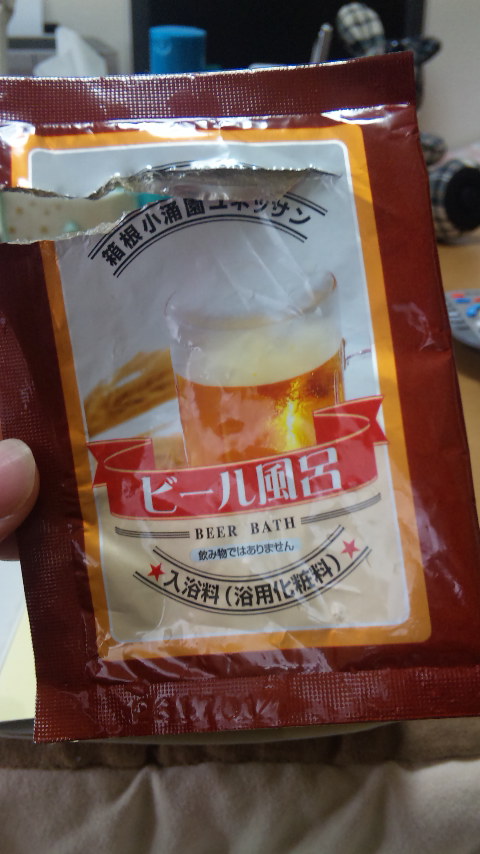 箱根小涌園ユネッサン
ビール風呂
BEER BATH
飲み物ではありません
入浴料(浴用化粧料)